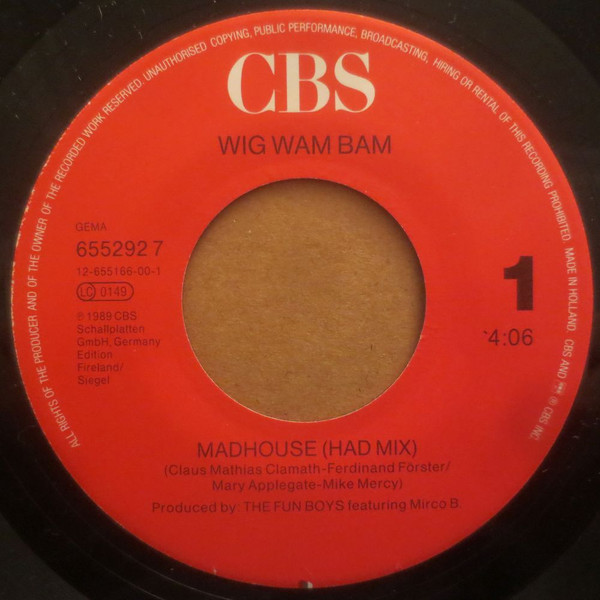 ALL RIGHTS OF THE PRODUCER AND OF THE OWNER OF THE RECORDED WORK RESERVED. UNAUTHORISED COPYING, PUBLIC PERFORMANCE, BROADCASTING, HIRING OR RENTAL OF THIS RECORDING PROHIBITED. MADE IN HOLLAND. CBS AND ® CBS INC.
CBS
WIG WAM BAM
GEMA
655292 7
12-655166-00-1
LC 0149
℗ 1989 CBS
Schallplatten
GmbH, Germany
Edition
Fireland/
Siegel
1
4:06
MADHOUSE (HAD MIX)
(Claus Mathias Clamath-Ferdinand Förster/
Mary Applegate-Mike Mercy)
Produced by: THE FUN BOYS featuring Mirco B.